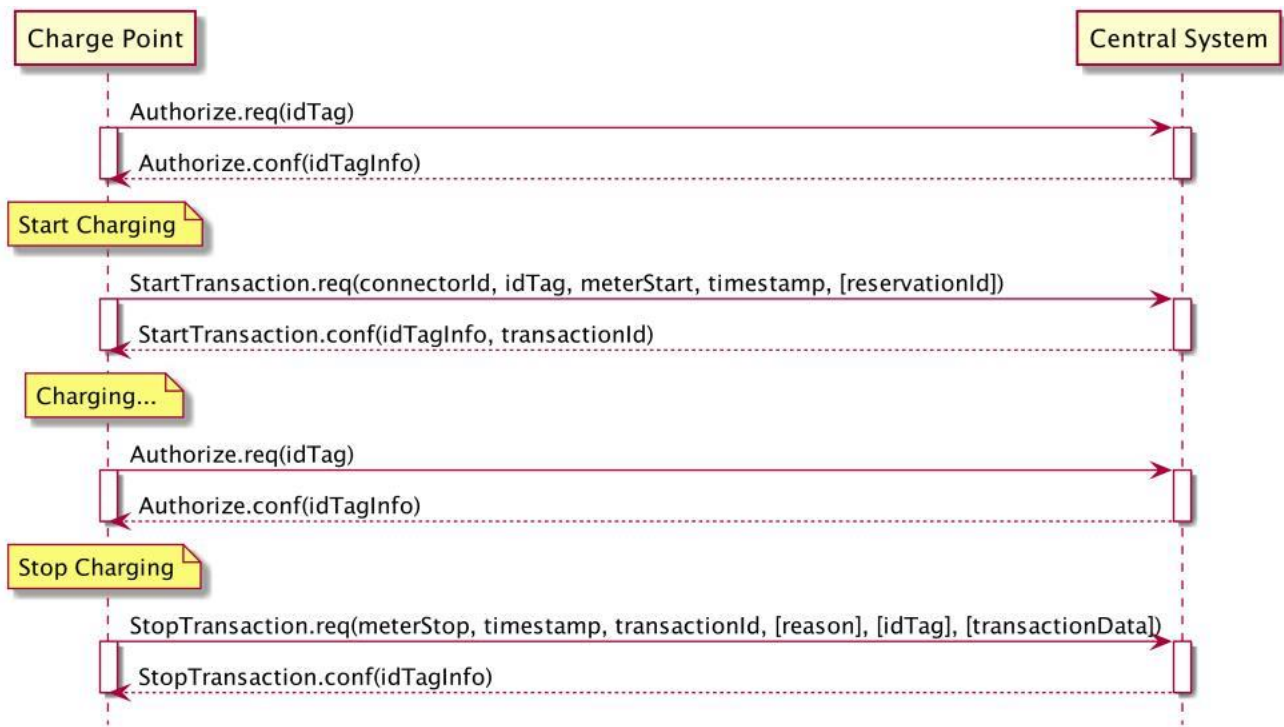 Charge Point
Central System
Authorize.req(idTag)
Authorize.conf(idTagInfo)
Start Charging
StartTransaction.req(connectorId, idTag, meterStart, timestamp, [reservationId])
StartTransaction.conf(idTagInfo, transactionId)
Charging...
Authorize.req(idTag)
Authorize.conf(idTagInfo)
Stop Charging
StopTransaction.req(meterStop, timestamp, transactionId, [reason], [idTag], [transactionData])
StopTransaction.conf(idTagInfo)